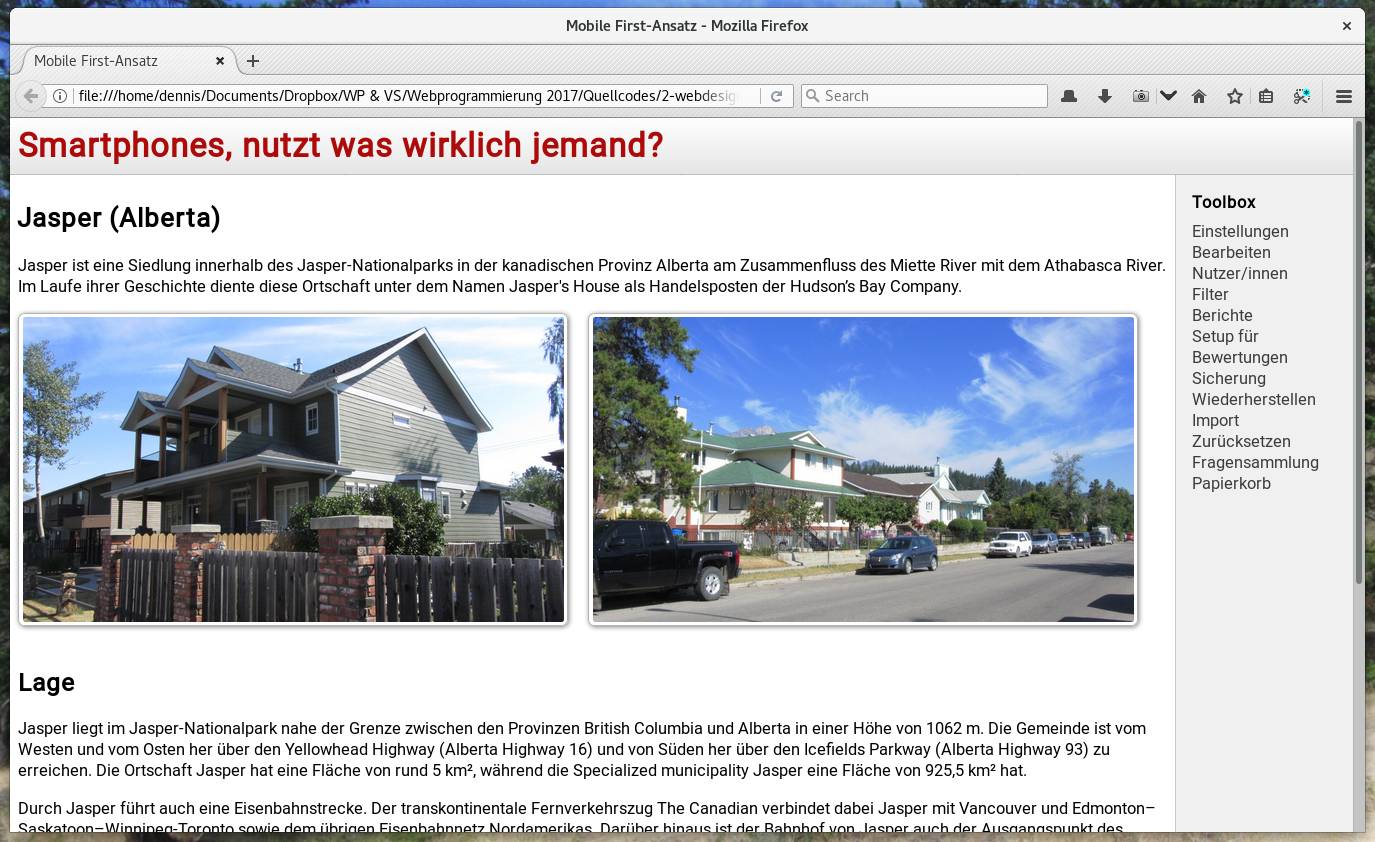 Mobile First-Ansatz - Mozilla Firefox
Mobile First-Ansatz
file:///home/dennis/Documents/Dropbox/WP & VS/Webprogrammierung 2017/Quellcodes/2-webdesig
Search
Smartphones, nutzt was wirklich jemand?
Jasper (Alberta)
Jasper ist eine Siedlung innerhalb des Jasper-Nationalparks in der kanadischen Provinz Alberta am Zusammenfluss des Miette River mit dem Athabasca River.
Im Laufe ihrer Geschichte diente diese Ortschaft unter dem Namen Jasper's House als Handelsposten der Hudson’s Bay Company.
Lage
Jasper liegt im Jasper-Nationalpark nahe der Grenze zwischen den Provinzen British Columbia und Alberta in einer Höhe von 1062 m. Die Gemeinde ist vom
Westen und vom Osten her über den Yellowhead Highway (Alberta Highway 16) und von Süden her über den Icefields Parkway (Alberta Highway 93) zu
erreichen. Die Ortschaft Jasper hat eine Fläche von rund 5 km², während die Specialized municipality Jasper eine Fläche von 925,5 km² hat.
Durch Jasper führt auch eine Eisenbahnstrecke. Der transkontinentale Fernverkehrszug The Canadian verbindet dabei Jasper mit Vancouver und Edmonton–
Saskatoon–Winnipeg-Toronto sowie dem übrigen Eisenbahnnetz Nordamerikas. Darüber hinaus ist der Bahnhof von Jasper auch der Ausgangspunkt des
Toolbox
Einstellungen
Bearbeiten
Nutzer/innen
Filter
Berichte
Setup für
Bewertungen
Sicherung
Wiederherstellen
Import
Zurücksetzen
Fragensammlung
Papierkorb